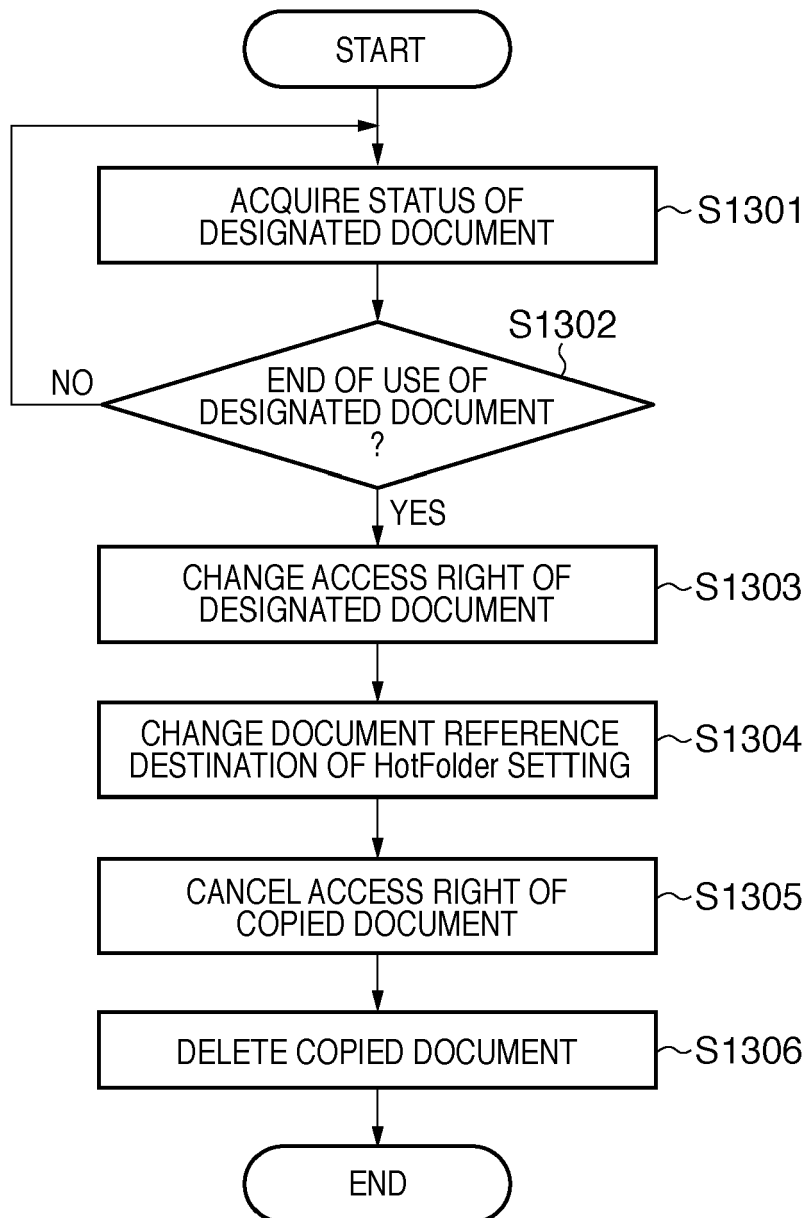 START
ACQUIRE STATUS OF
DESIGNATED DOCUMENT
S1301
S1302
END OF USE OF
DESIGNATED DOCUMENT
?
NO
YES
CHANGE ACCESS RIGHT OF
DESIGNATED DOCUMENT
S1303
CHANGE DOCUMENT REFERENCE
DESTINATION OF HotFolder SETTING
S1304
CANCEL ACCESS RIGHT OF
COPIED DOCUMENT
S1305
DELETE COPIED DOCUMENT
S1306
END